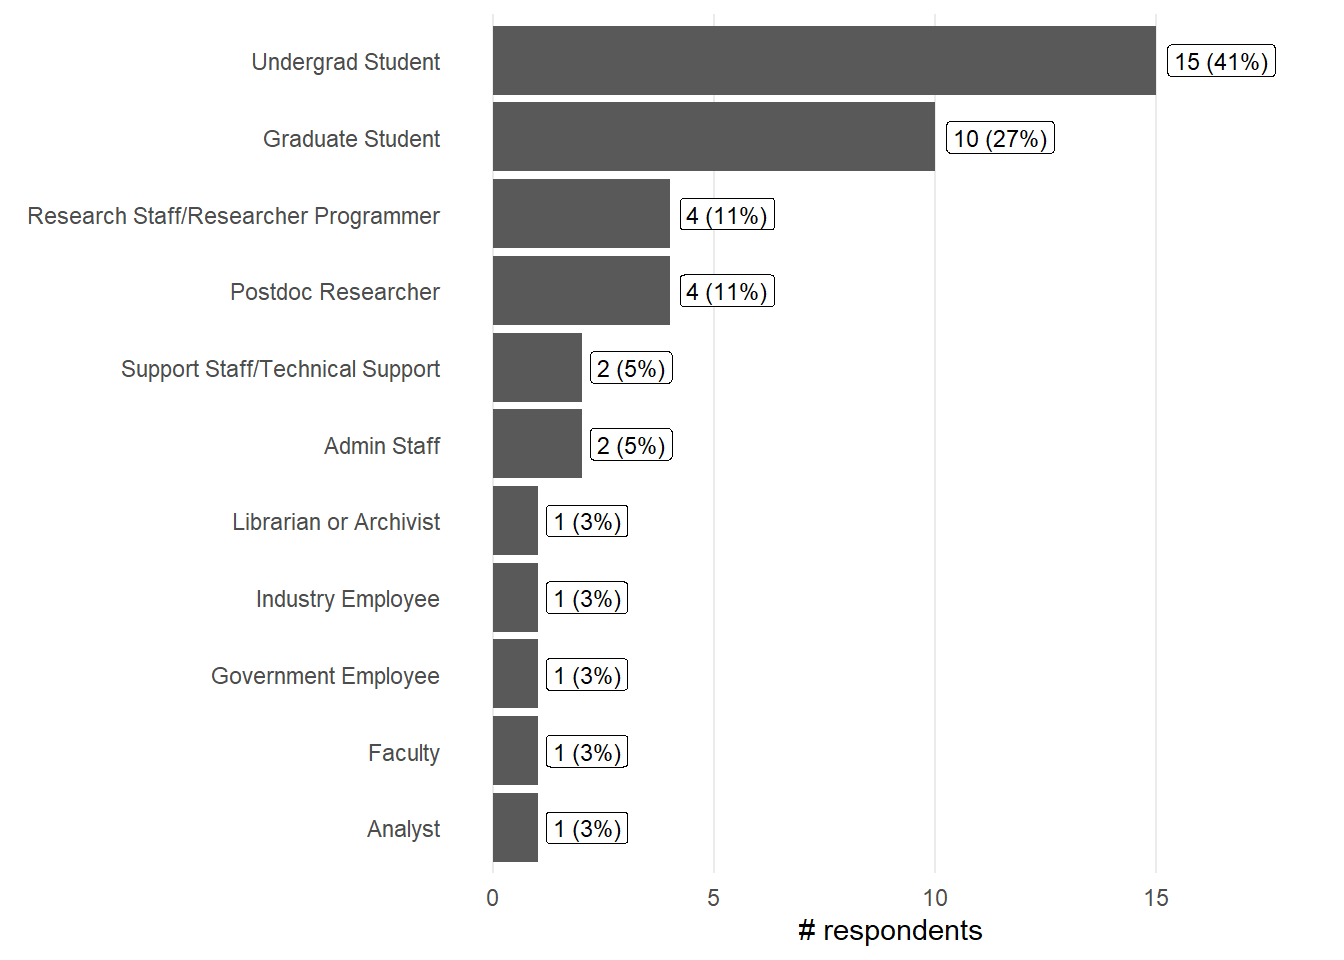 Undergrad Student 15 (41%)
Graduate Student 10 (27%)
Research Staff/Researcher Programmer 4 (11%)
Postdoc Researcher 4 (11%)
Support Staff/Technical Support 2 (5%)
Admin Staff 2 (5%)
Librarian or Archivist 1 (3%)
Industry Employee 1 (3%)
Government Employee 1 (3%)
Faculty 1 (3%)
Analyst 1 (3%)
0 5 10 15
# respondents